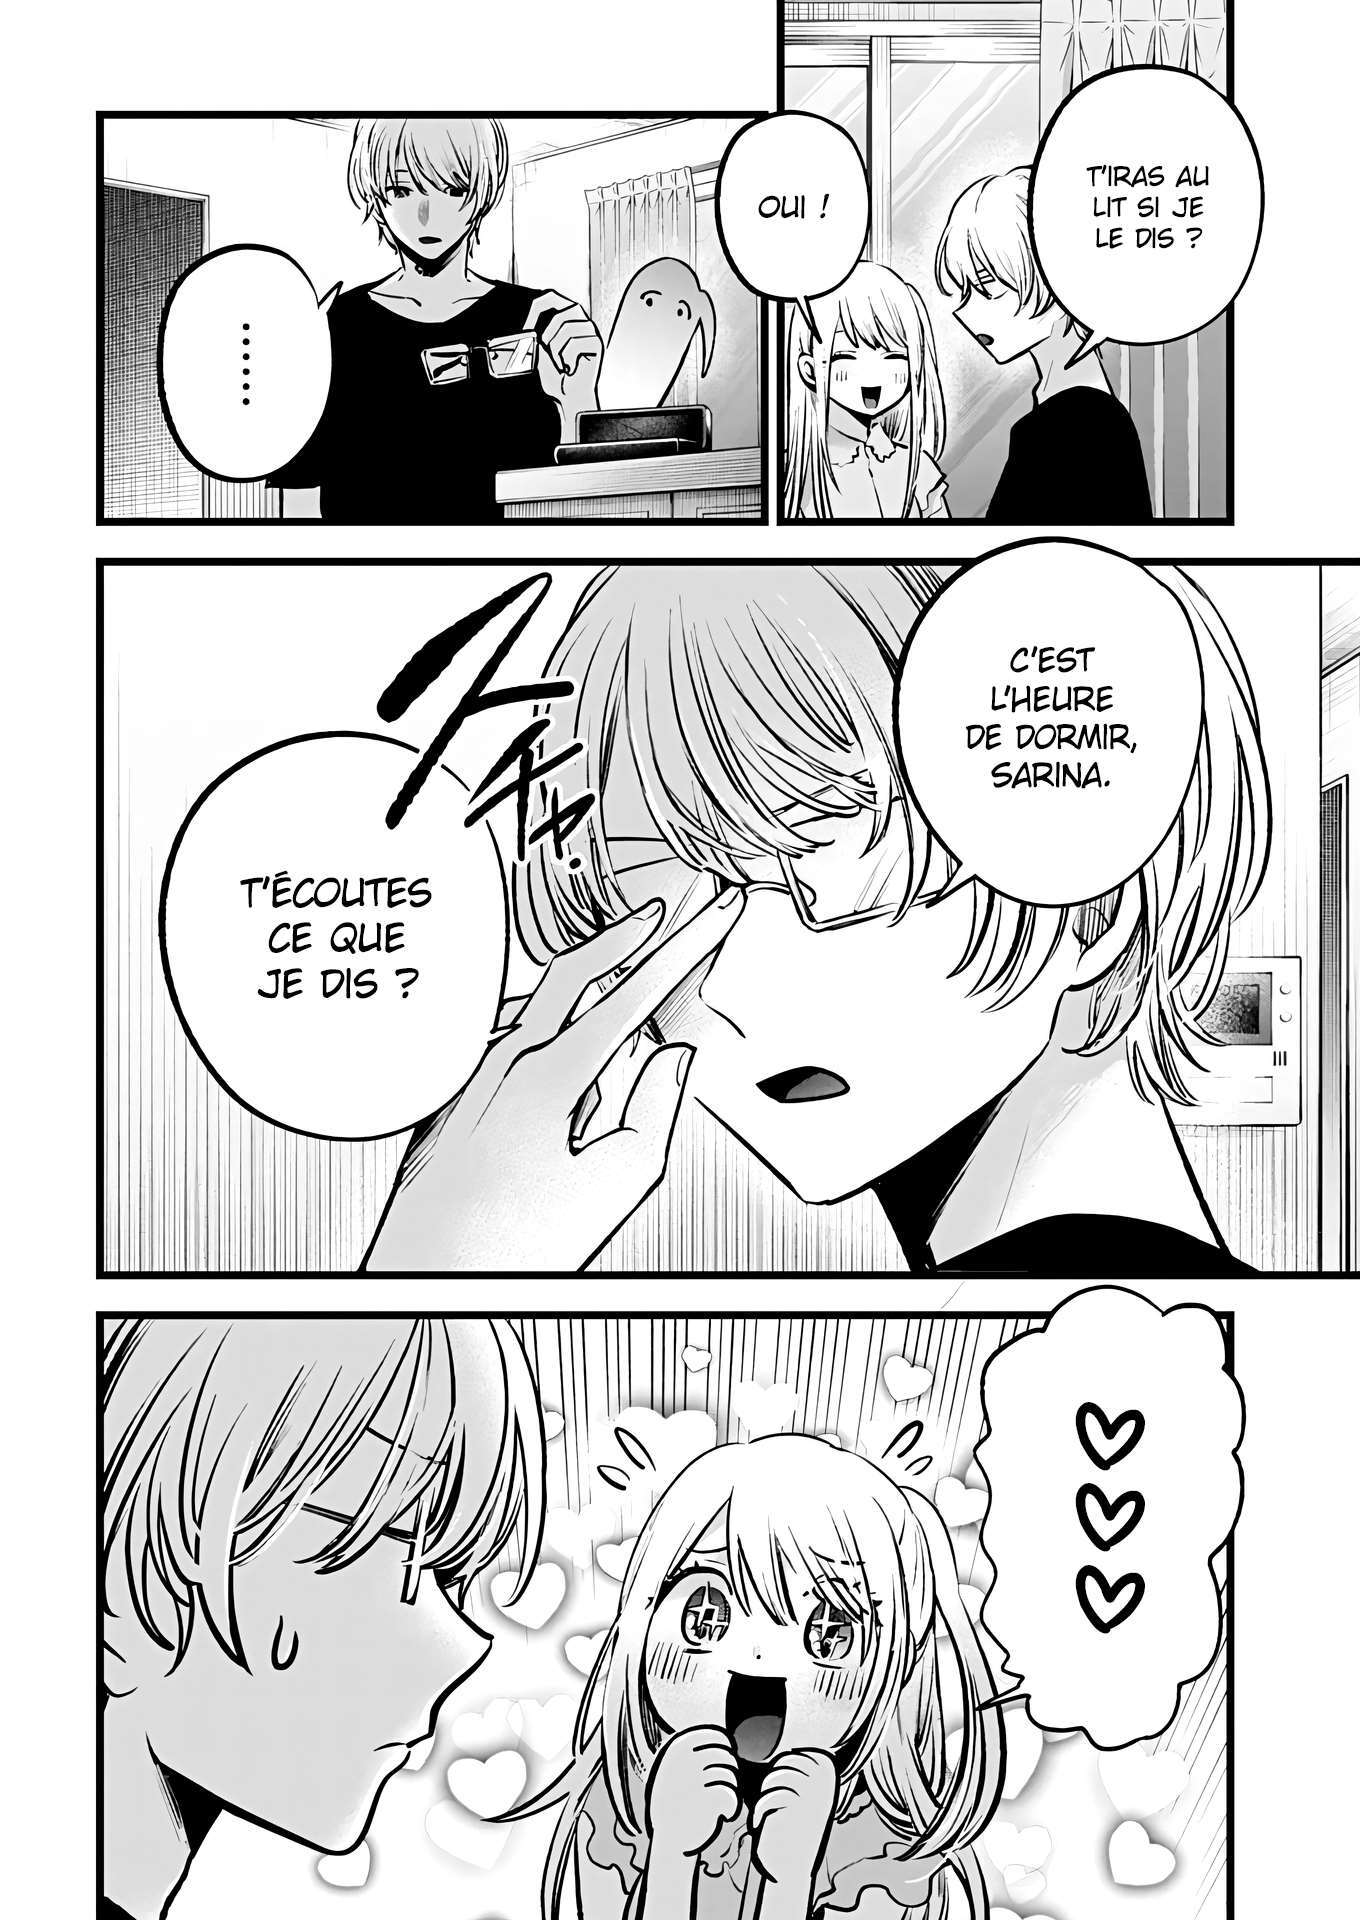 T'IRAS AU
LIT SI JE
LE DIS ?
OUI !
......
C'EST
L'HEURE
DE DORMIR,
SARINA.
T'ÉCOUTES
CE QUE
JE DIS ?
♡
♡
♡